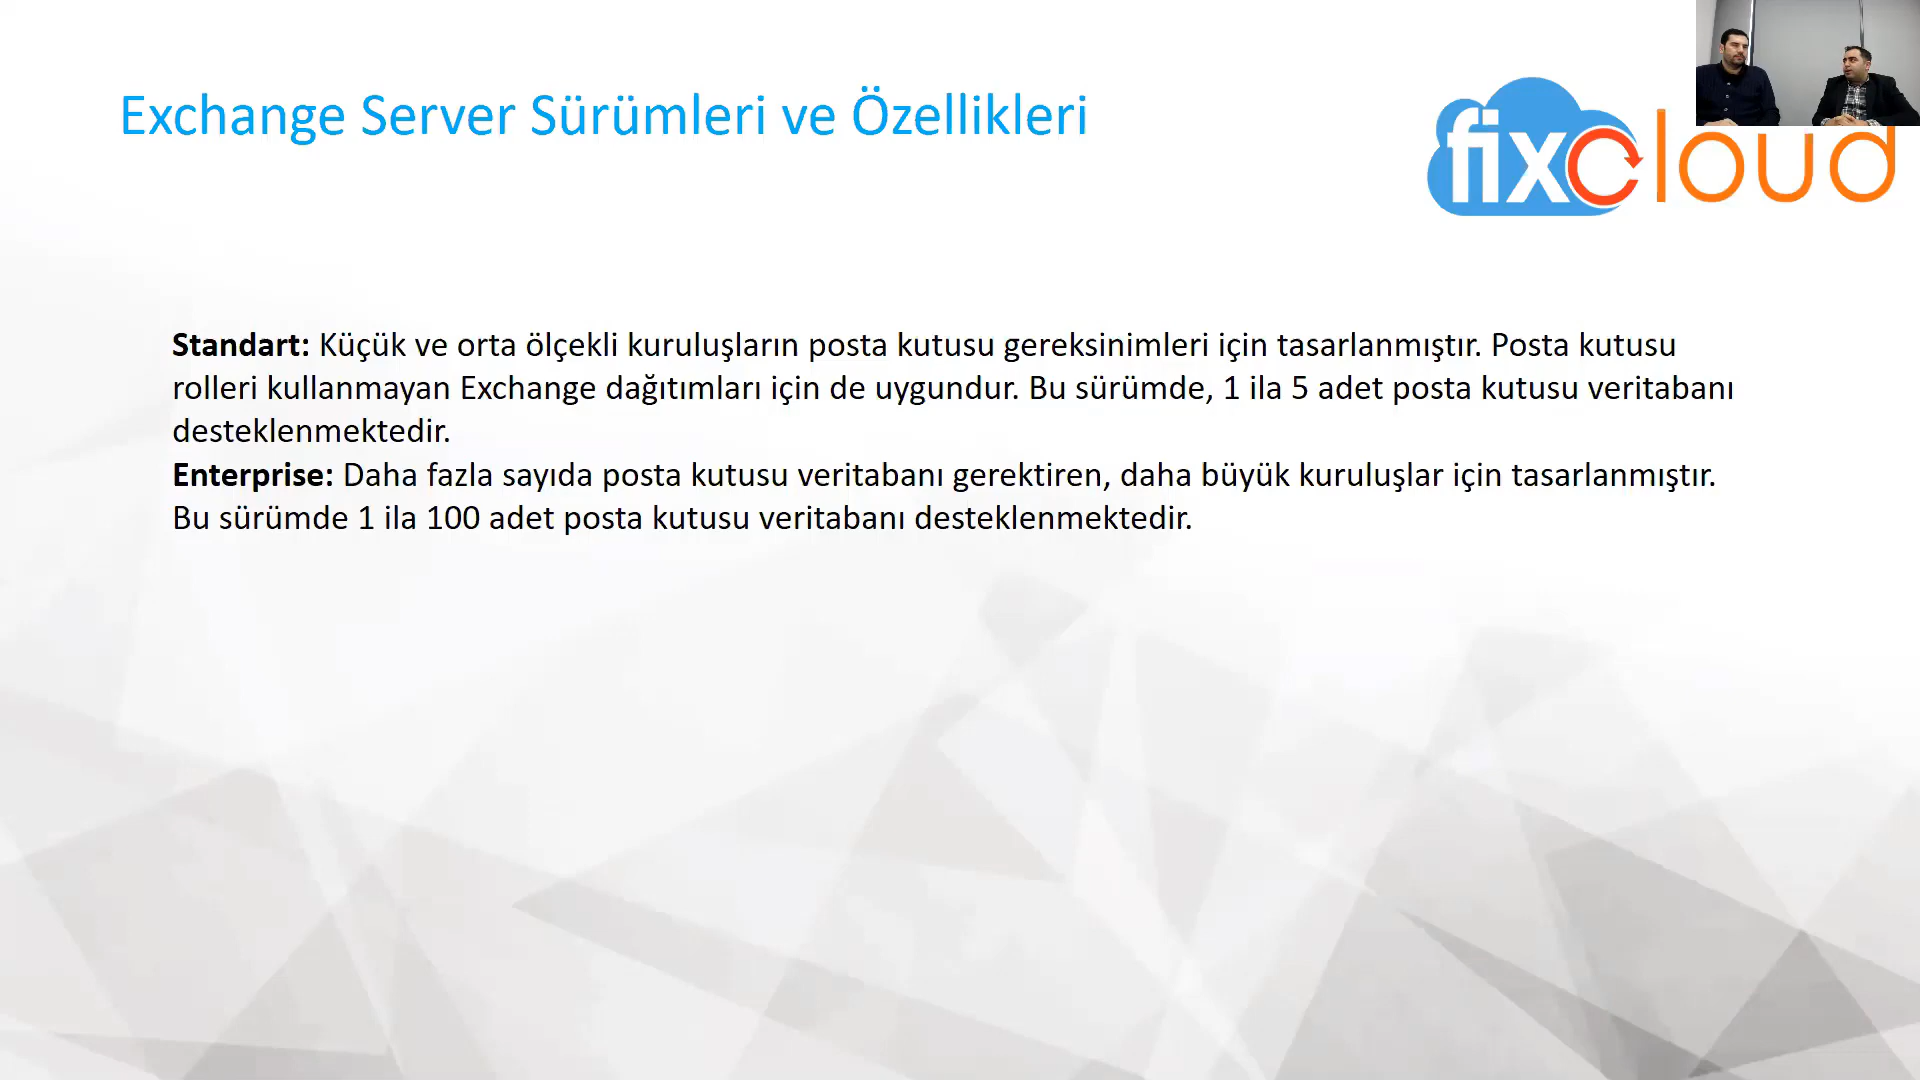 Exchange Server Sürümleri ve Özellikleri
fixcloud
Standart: Küçük ve orta ölçekli kuruluşların posta kutusu gereksinimleri için tasarlanmıştır. Posta kutusu
rolleri kullanmayan Exchange dağıtımları için de uygundur. Bu sürümde, 1 ila 5 adet posta kutusu veritabanı
desteklenmektedir.
Enterprise: Daha fazla sayıda posta kutusu veritabanı gerektiren, daha büyük kuruluşlar için tasarlanmıştır.
Bu sürümde 1 ila 100 adet posta kutusu veritabanı desteklenmektedir.